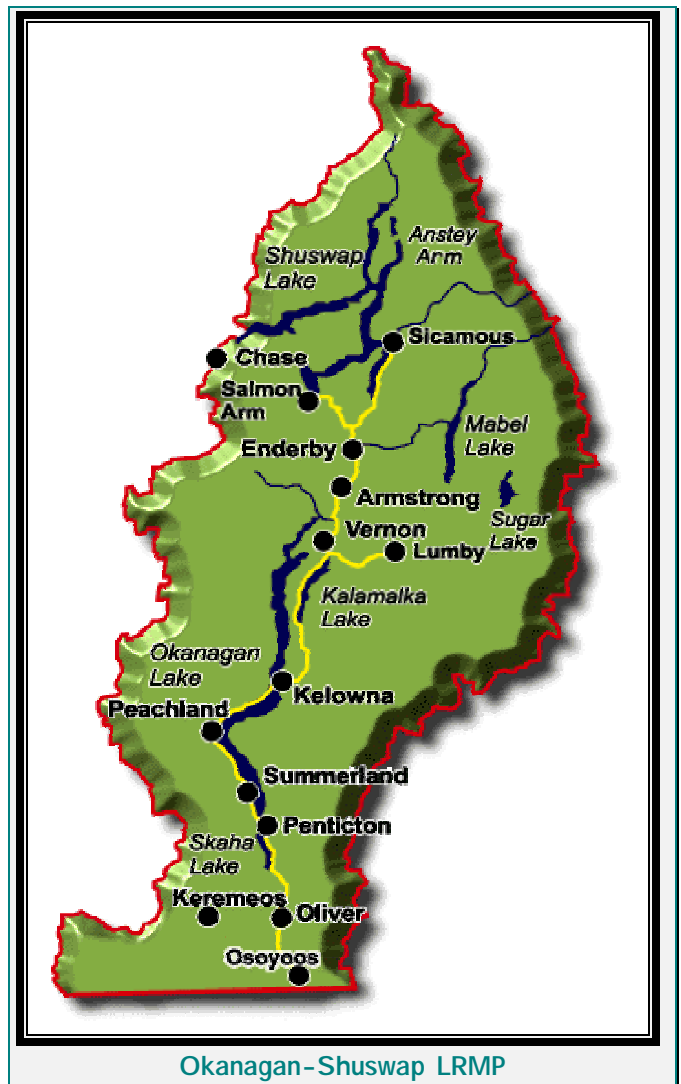 Anstey
Arm
Shuswap
Lake
Sicamous
Chase
Salmon
Arm
Mabel
Lake
Enderby
Armstrong
Sugar
Lake
Vernon
Lumby
Kalamalka
Lake
Okanagan
Lake
Kelowna
Peachland
Summerland
Penticton
Skaha
Lake
Keremeos
Oliver
Osoyoos
Okanagan-Shuswap LRMP